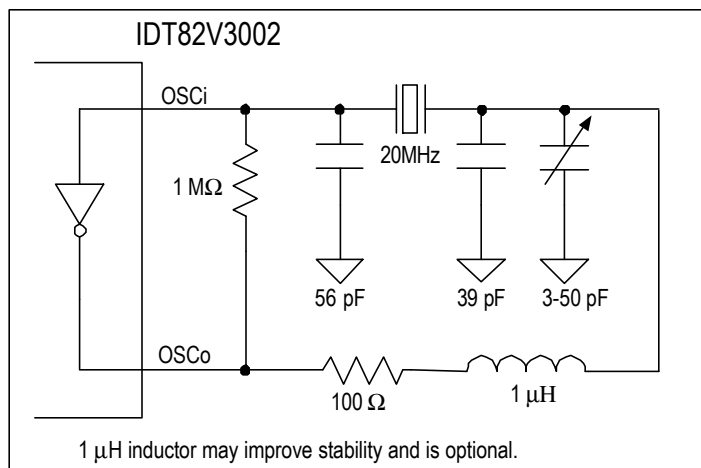 IDT82V3002
OSCi
20MHz
1 MΩ
56 pF
39 pF
3-50 pF
OSCo
100 Ω
1 μH
1 μH inductor may improve stability and is optional.